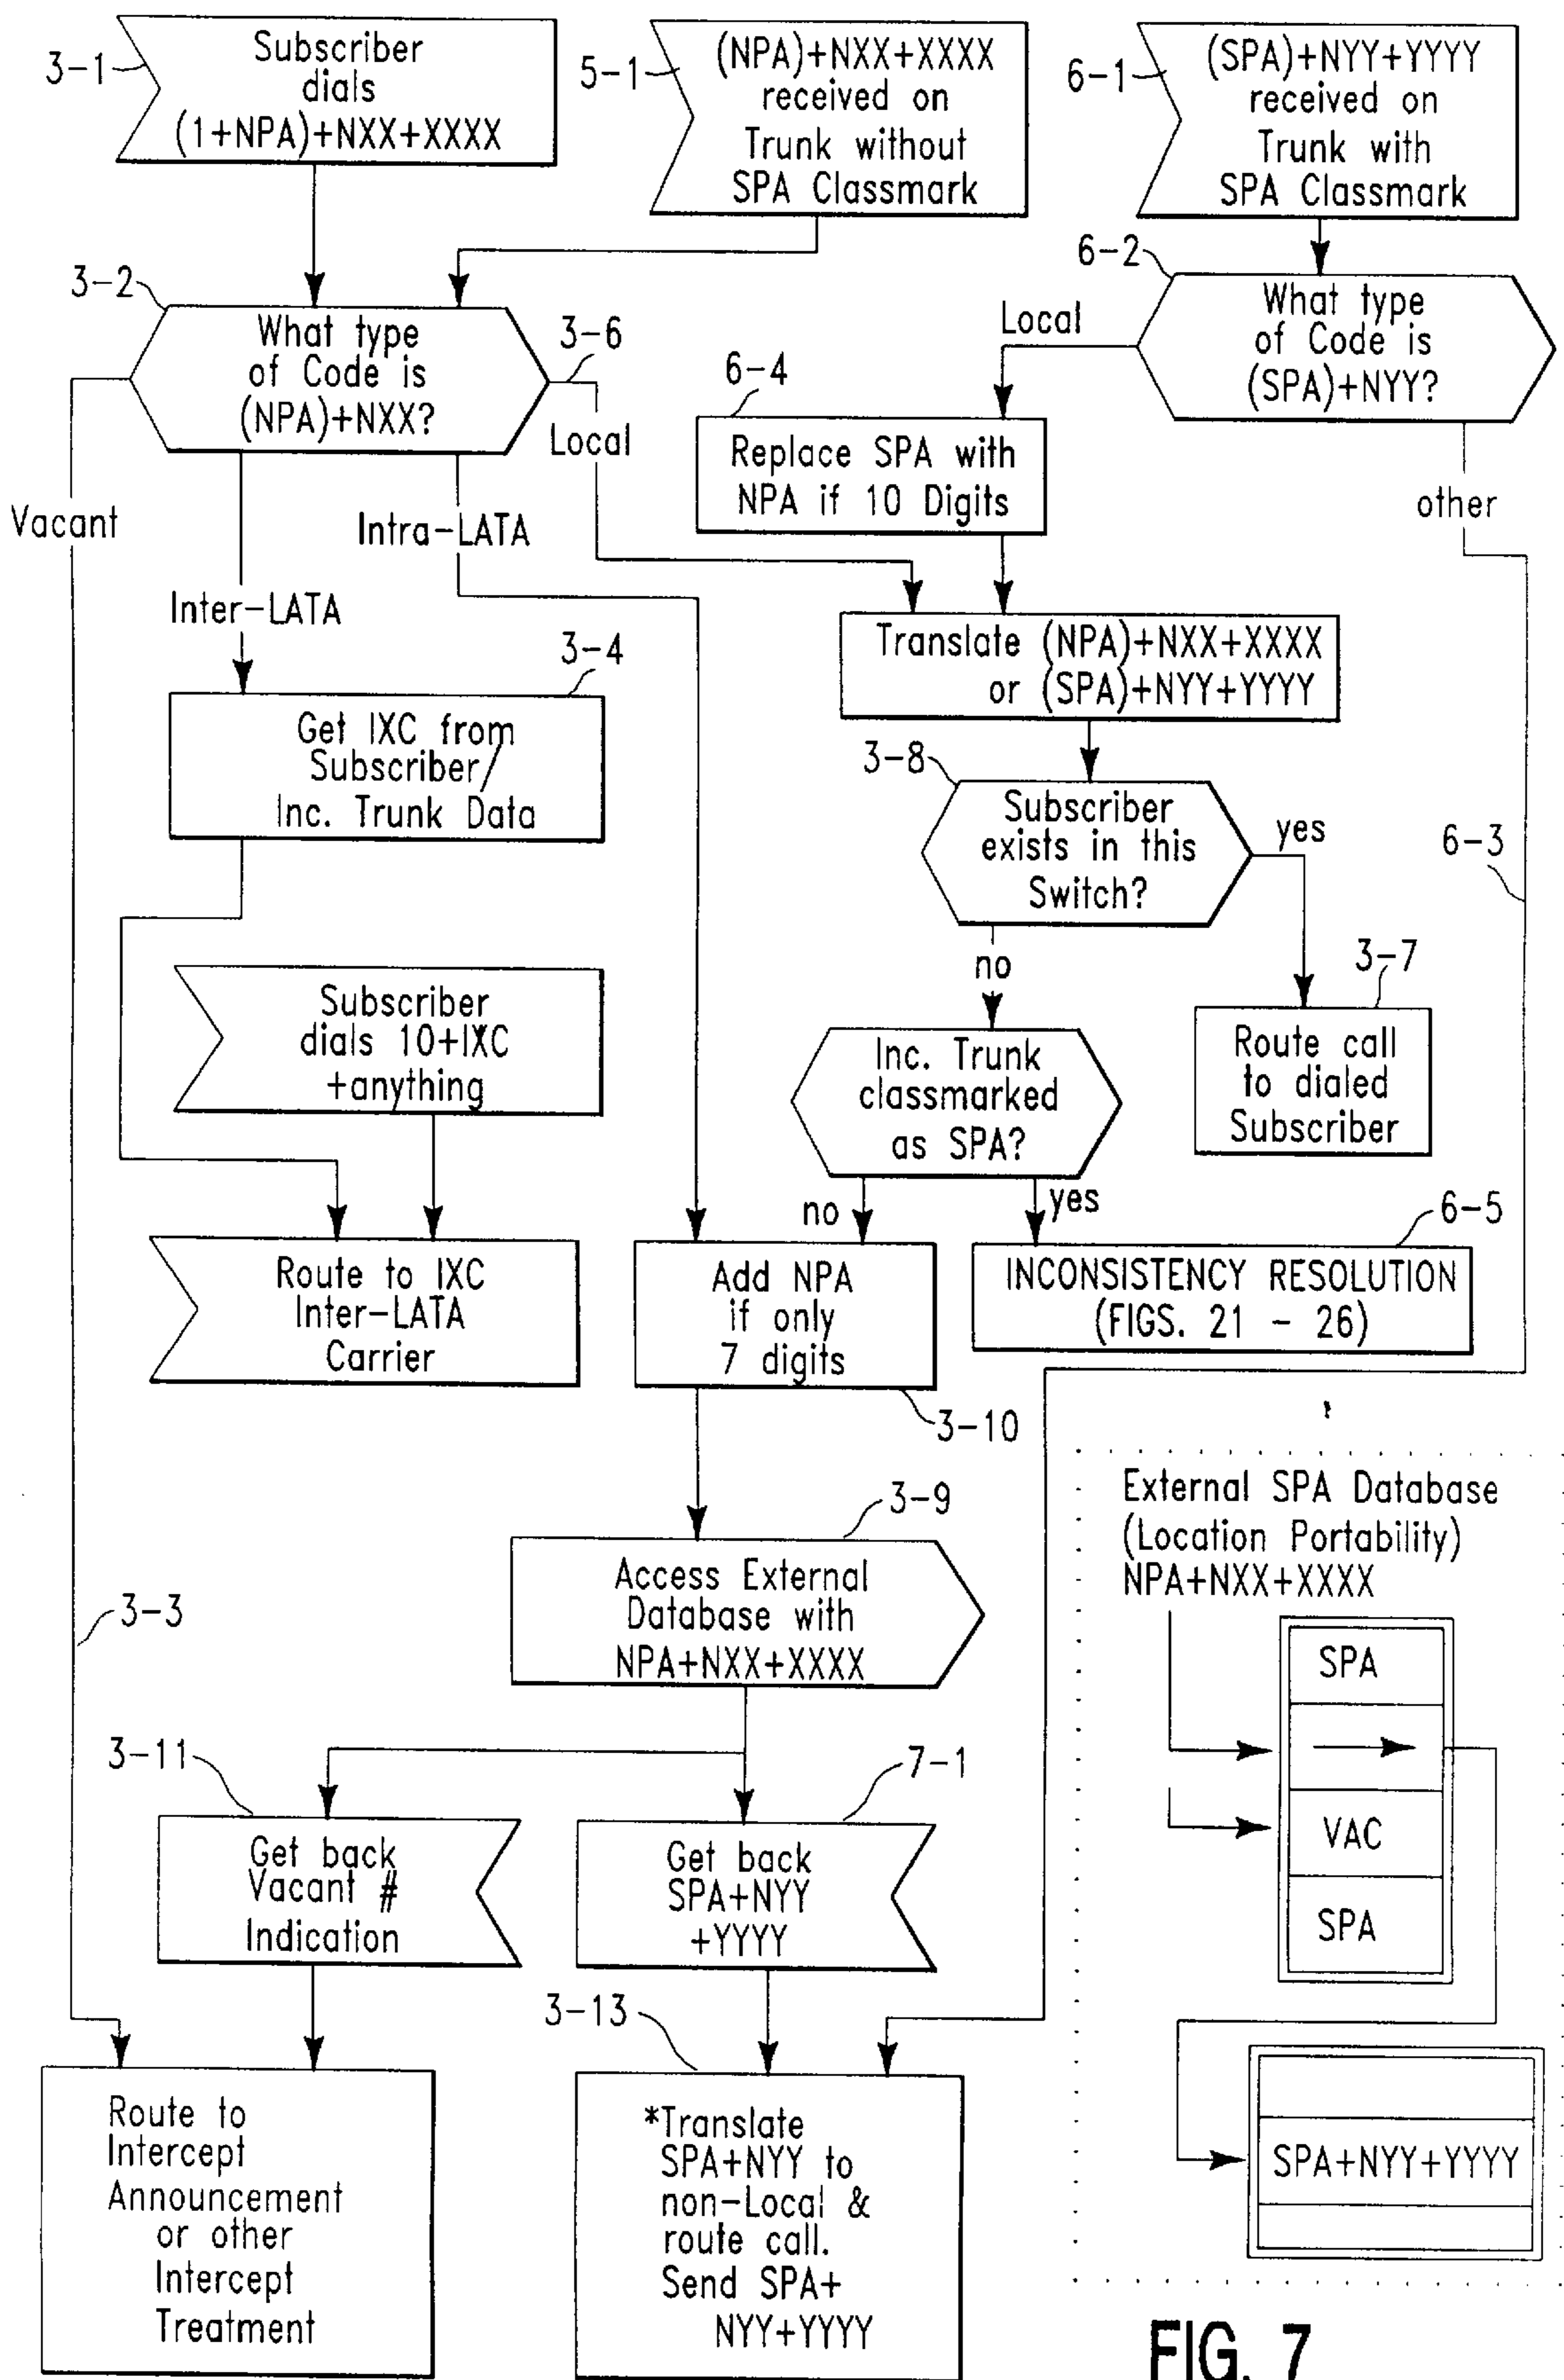 3-1
Subscriber
dials
(1+NPA)+NXX+XXXX
5-1
(NPA)+NXX+XXXX
received on
Trunk without
SPA Classmark
6-1
(SPA)+NYY+YYYY
received on
Trunk with
SPA Classmark
3-2
What type
of Code is
(NPA)+NXX?
3-6
Local
6-2
What type
of Code is
(SPA)+NYY?
Local
6-4
Replace SPA with
NPA if 10 Digits
other
Vacant
Intra-LATA
Inter-LATA
Translate (NPA)+NXX+XXXX
or (SPA)+NYY+YYYY
3-4
Get IXC from
Subscriber/
Inc. Trunk Data
3-8
Subscriber
exists in this
Switch?
yes
6-3
no
3-7
Route call
to dialed
Subscriber
Subscriber
dials 10+IXC
+anything
Inc. Trunk
classmarked
as SPA?
no
yes
6-5
Route to IXC
Inter-LATA
Carrier
Add NPA
if only
7 digits
INCONSISTENCY RESOLUTION
(FIGS. 21 - 26)
3-10
3-9
Access External
Database with
NPA+NXX+XXXX
External SPA Database
(Location Portability)
NPA+NXX+XXXX
SPA
VAC
SPA
SPA+NYY+YYYY
3-3
3-11
Get back
Vacant #
Indication
7-1
Get back
SPA+NYY
+YYYY
3-13
Route to
Intercept
Announcement
or other
Intercept
Treatment
*Translate
SPA+NYY to
non-Local &
route call.
Send SPA+
NYY+YYYY
FIG. 7